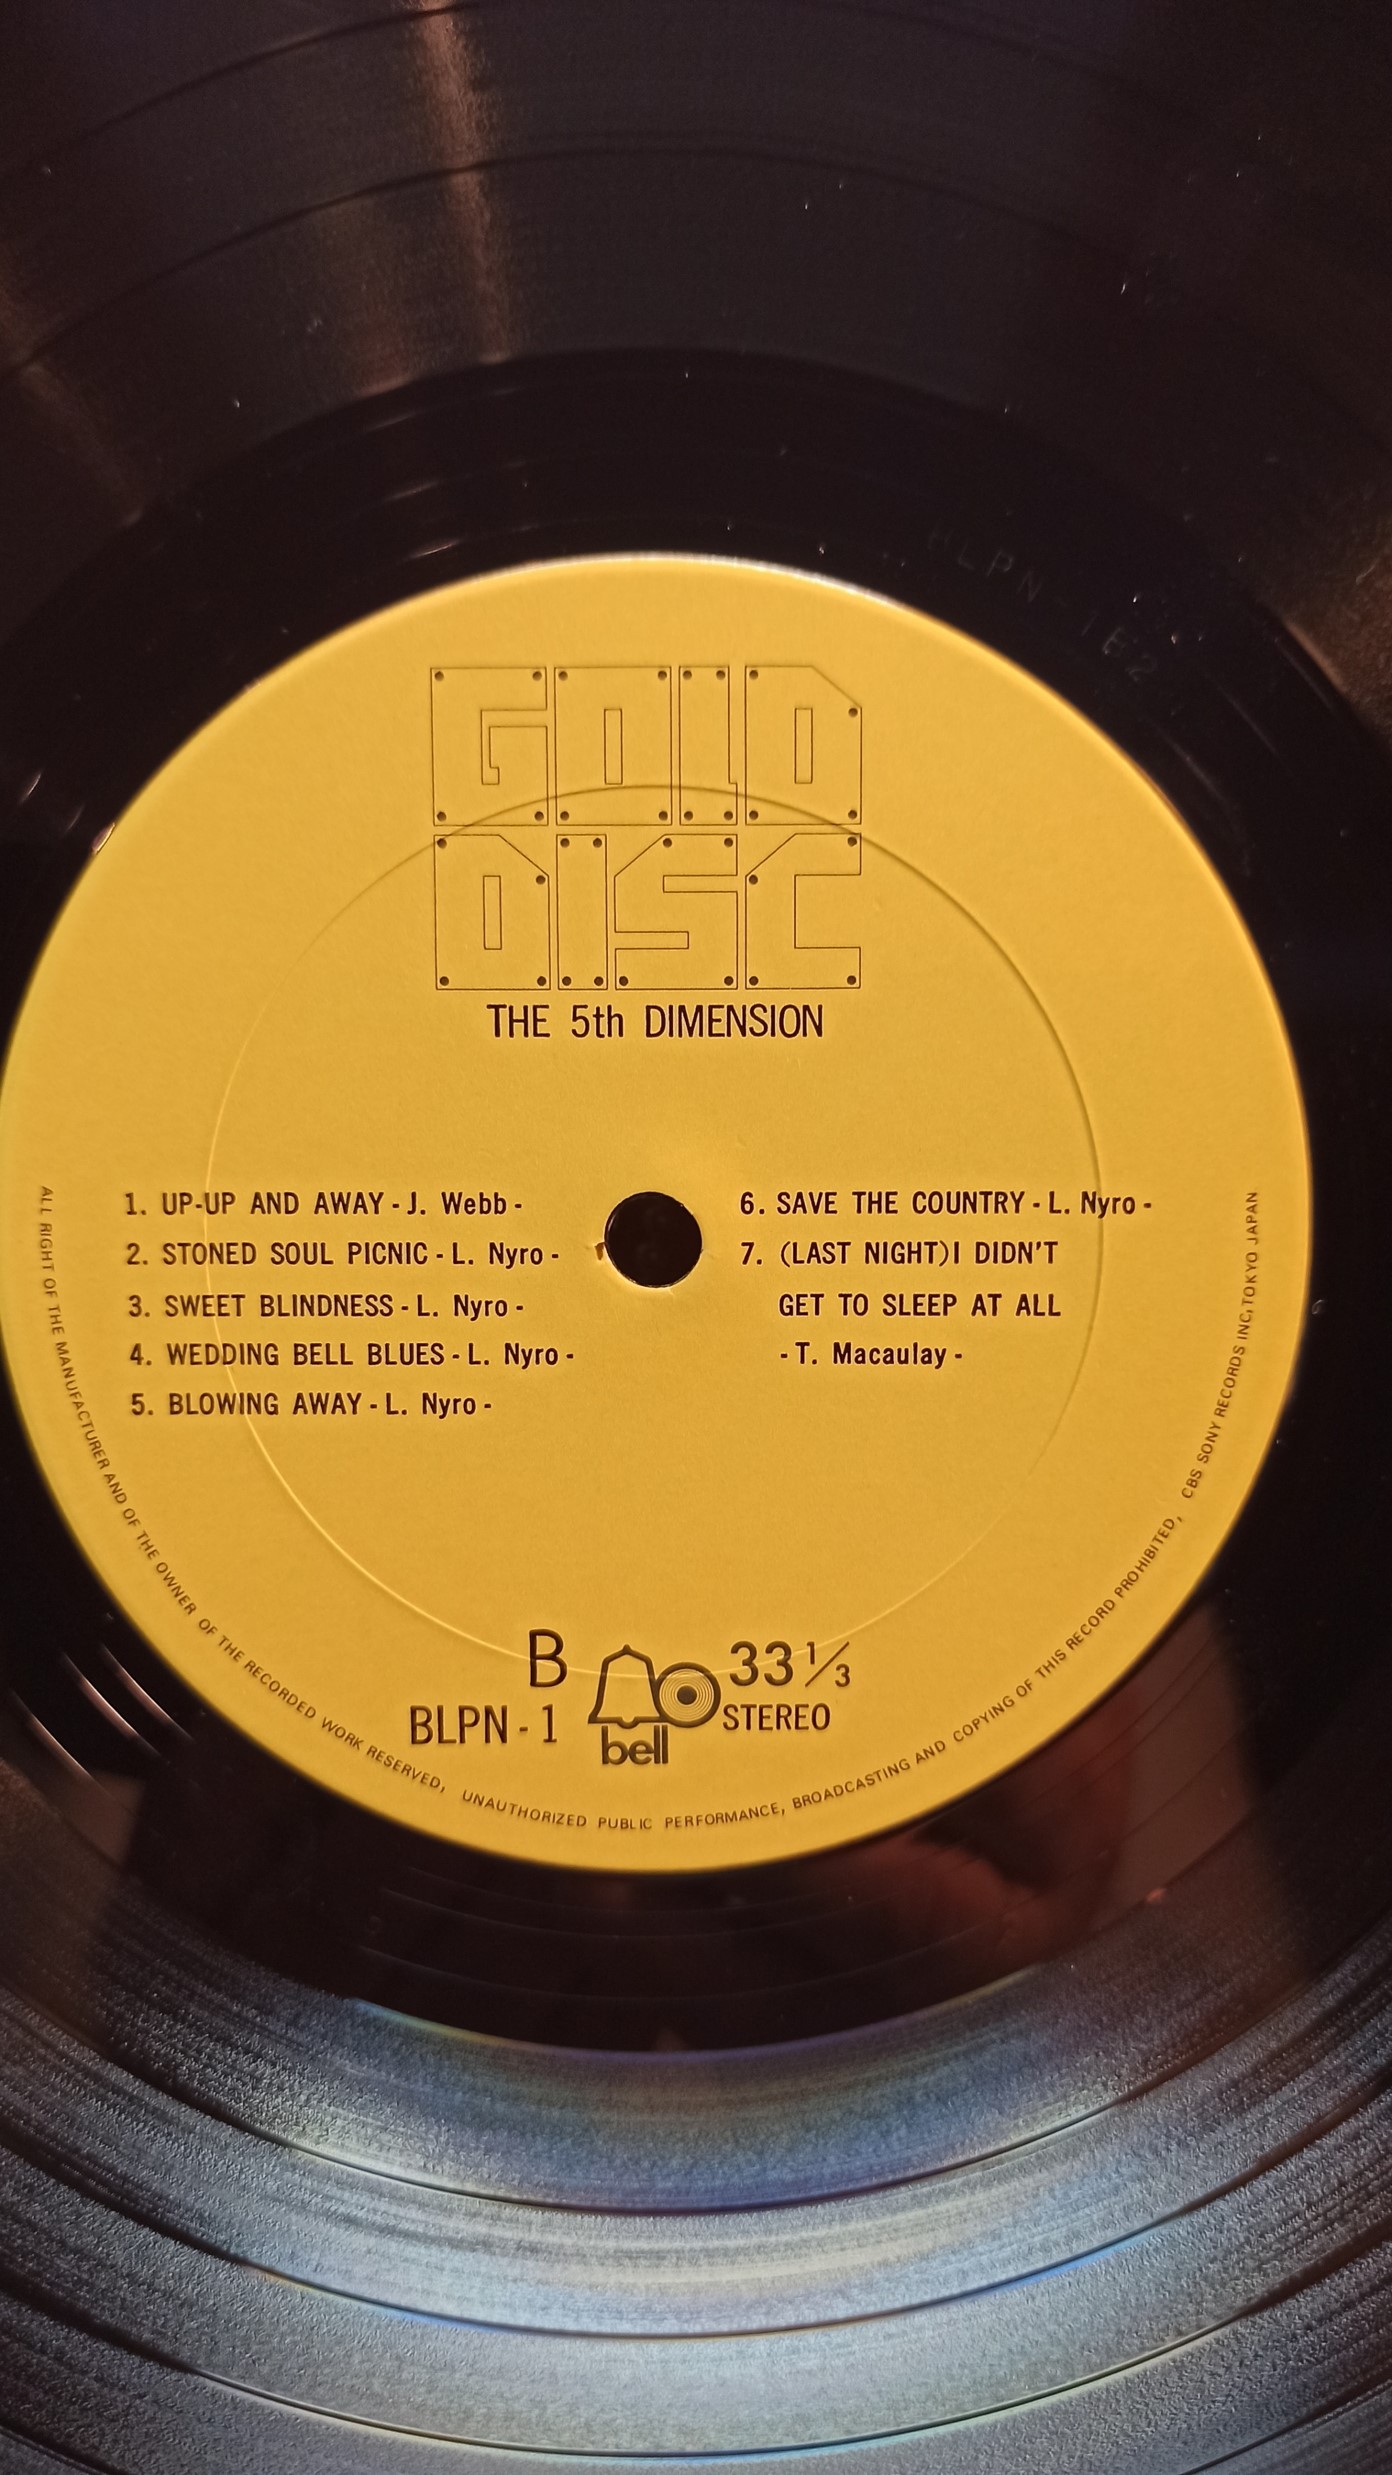 BLPN-1B2
GOLD
DISC
THE 5th DIMENSION
1. UP-UP AND AWAY - J. Webb -
2. STONED SOUL PICNIC - L. Nyro -
3. SWEET BLINDNESS - L. Nyro -
4. WEDDING BELL BLUES - L. Nyro -
5. BLOWING AWAY - L. Nyro -
6. SAVE THE COUNTRY - L. Nyro -
7. (LAST NIGHT)I DIDN'T
GET TO SLEEP AT ALL
- T. Macaulay -
B
BLPN - 1
bell
33 1/3
STEREO
ALL RIGHT OF THE MANUFACTURER AND OF THE OWNER OF THE RECORDED WORK RESERVED, UNAUTHORIZED PUBLIC PERFORMANCE, BROADCASTING AND COPYING OF THIS RECORD PROHIBITED, CBS SONY RECORDS INC, TOKYO JAPAN